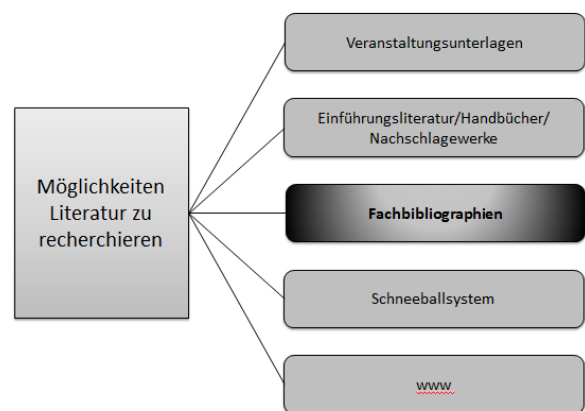 Möglichkeiten
Literatur zu
recherchieren
Veranstaltungsunterlagen
Einführungsliteratur/Handbücher/
Nachschlagewerke
Fachbibliographien
Schneeballsystem
www